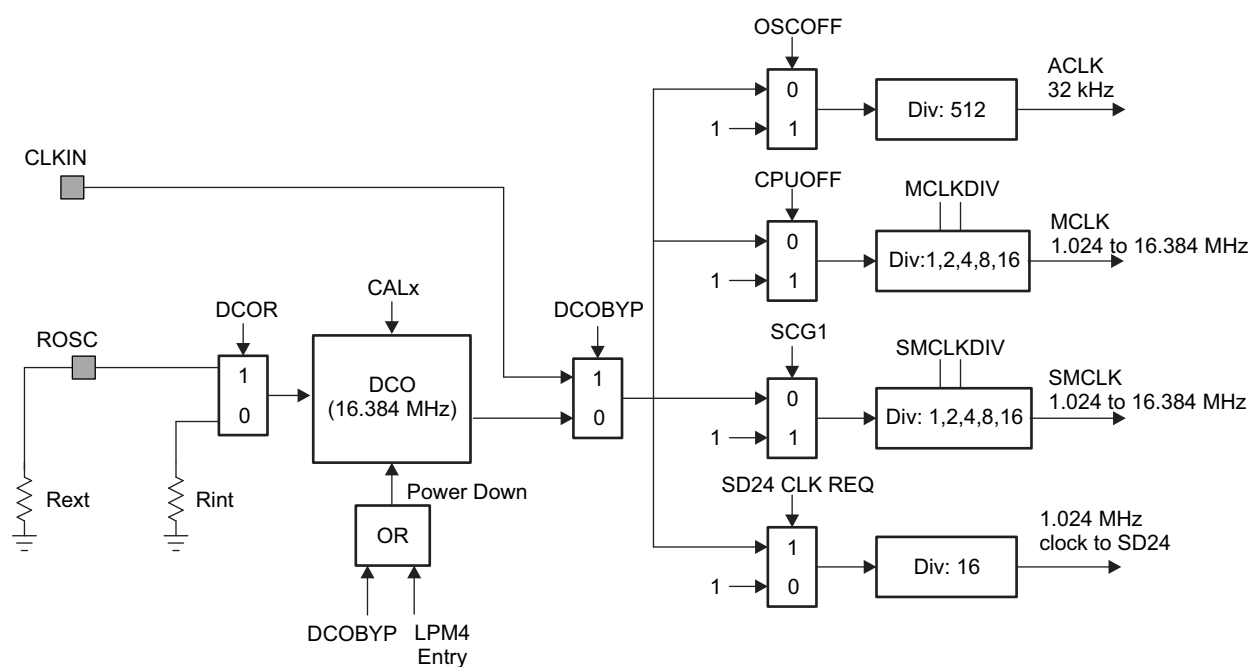 OSCOFF
0
1
1
Div: 512
ACLK
32 kHz
CLKIN
CPUOFF
0
1
1
MCLKDIV
Div:1,2,4,8,16
MCLK
1.024 to 16.384 MHz
ROSC
DCOR
1
0
CALx
DCO
(16.384 MHz)
DCOBYP
1
0
SCG1
0
1
1
SMCLKDIV
Div: 1,2,4,8,16
SMCLK
1.024 to 16.384 MHz
Rext
Rint
Power Down
OR
DCOBYP
LPM4
Entry
SD24 CLK REQ
1
1
0
Div: 16
1.024 MHz
clock to SD24